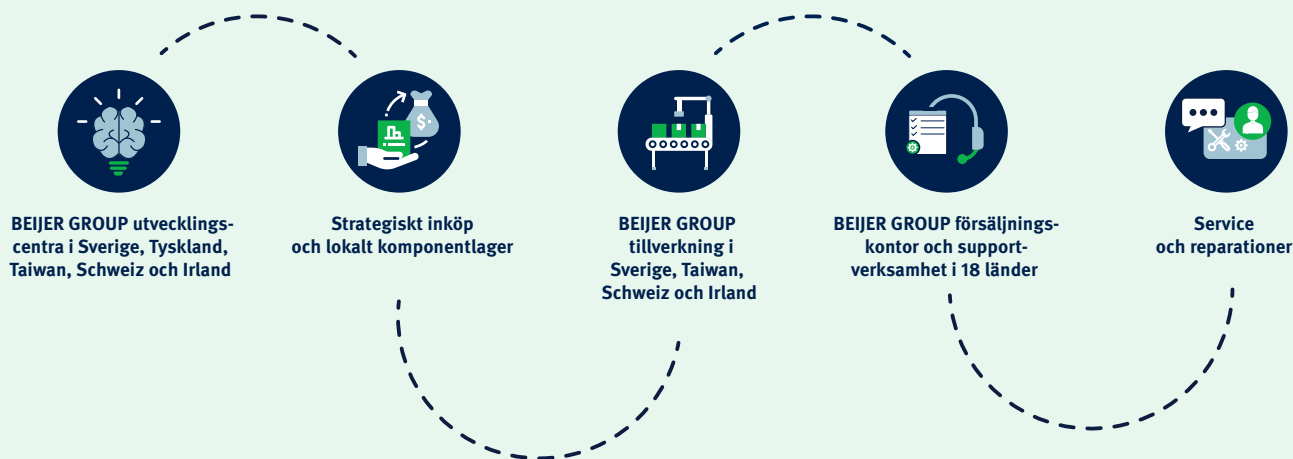 BEIJER GROUP utvecklings-
centra i Sverige, Tyskland,
Taiwan, Schweiz och Irland
Strategiskt inköp
och lokalt komponentlager
BEIJER GROUP
tillverkning i
Sverige, Taiwan,
Schweiz och Irland
BEIJER GROUP försäljnings-
kontor och support-
verksamhet i 18 länder
Service
och reparationer